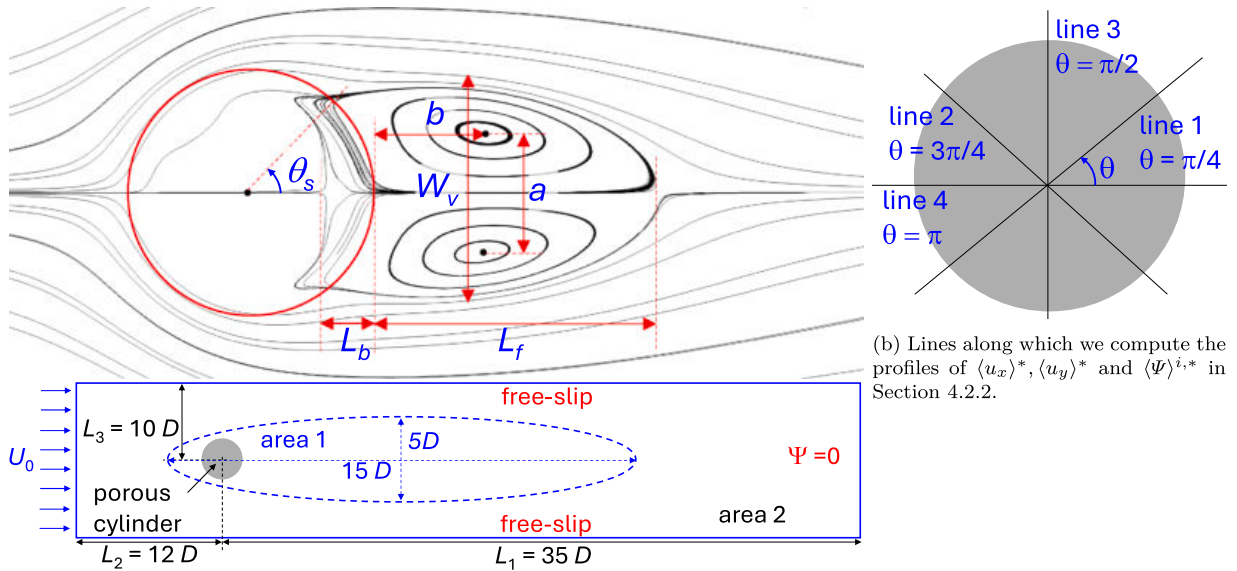 θs
b
Wv
a
Lb
Lf
line 3
θ = π/2
line 2
θ = 3π/4
line 1
θ = π/4
θ
line 4
θ = π
(b) Lines along which we compute the
profiles of ⟨ux⟩*, ⟨uy⟩* and ⟨Ψ⟩i,* in
Section 4.2.2.
free-slip
L3 = 10 D
area 1
5D
U0
15 D
Ψ =0
porous
cylinder
free-slip
area 2
L2 = 12 D
L1 = 35 D